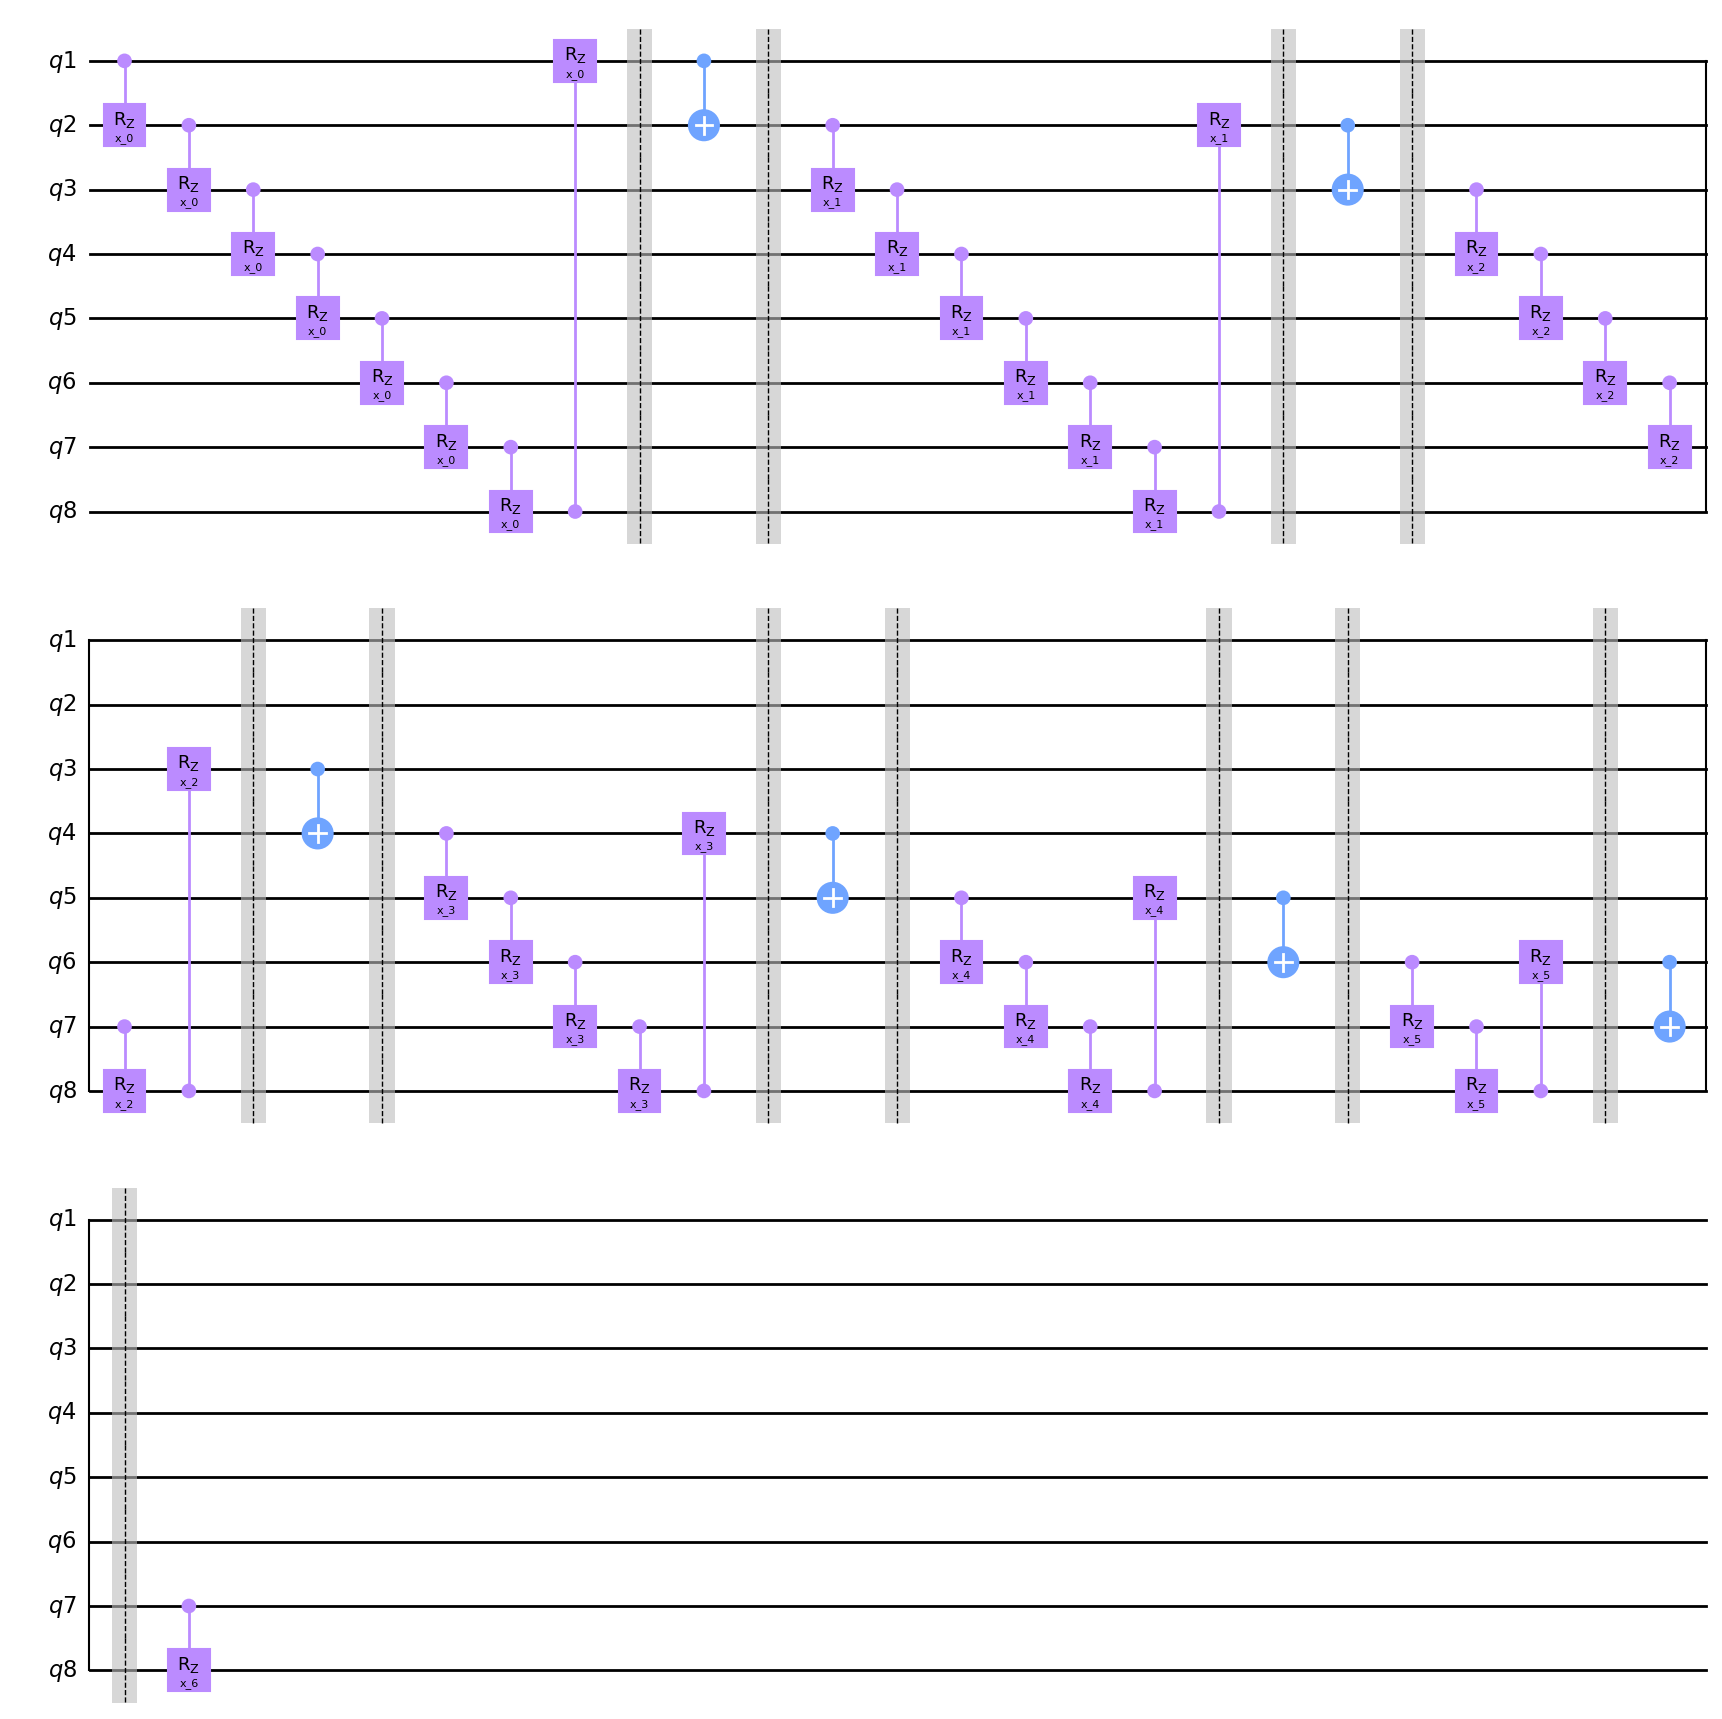 q1 RZ
x_0
q2 RZ RZ
x_0 x_1
q3 RZ RZ
x_0 x_1
q4 RZ RZ RZ
x_0 x_1 x_2
q5 RZ RZ RZ
x_0 x_1 x_2
q6 RZ RZ RZ
x_0 x_1 x_2
q7 RZ RZ RZ
x_0 x_1 x_2
q8 RZ RZ
x_0 x_1
q1
q2
q3 RZ
x_2
q4 RZ
x_3
q5 RZ RZ
x_3 x_4
q6 RZ RZ RZ
x_3 x_4 x_5
q7 RZ RZ RZ
x_3 x_4 x_5
q8 RZ RZ RZ RZ
x_2 x_3 x_4 x_5
q1
q2
q3
q4
q5
q6
q7
q8 RZ
x_6